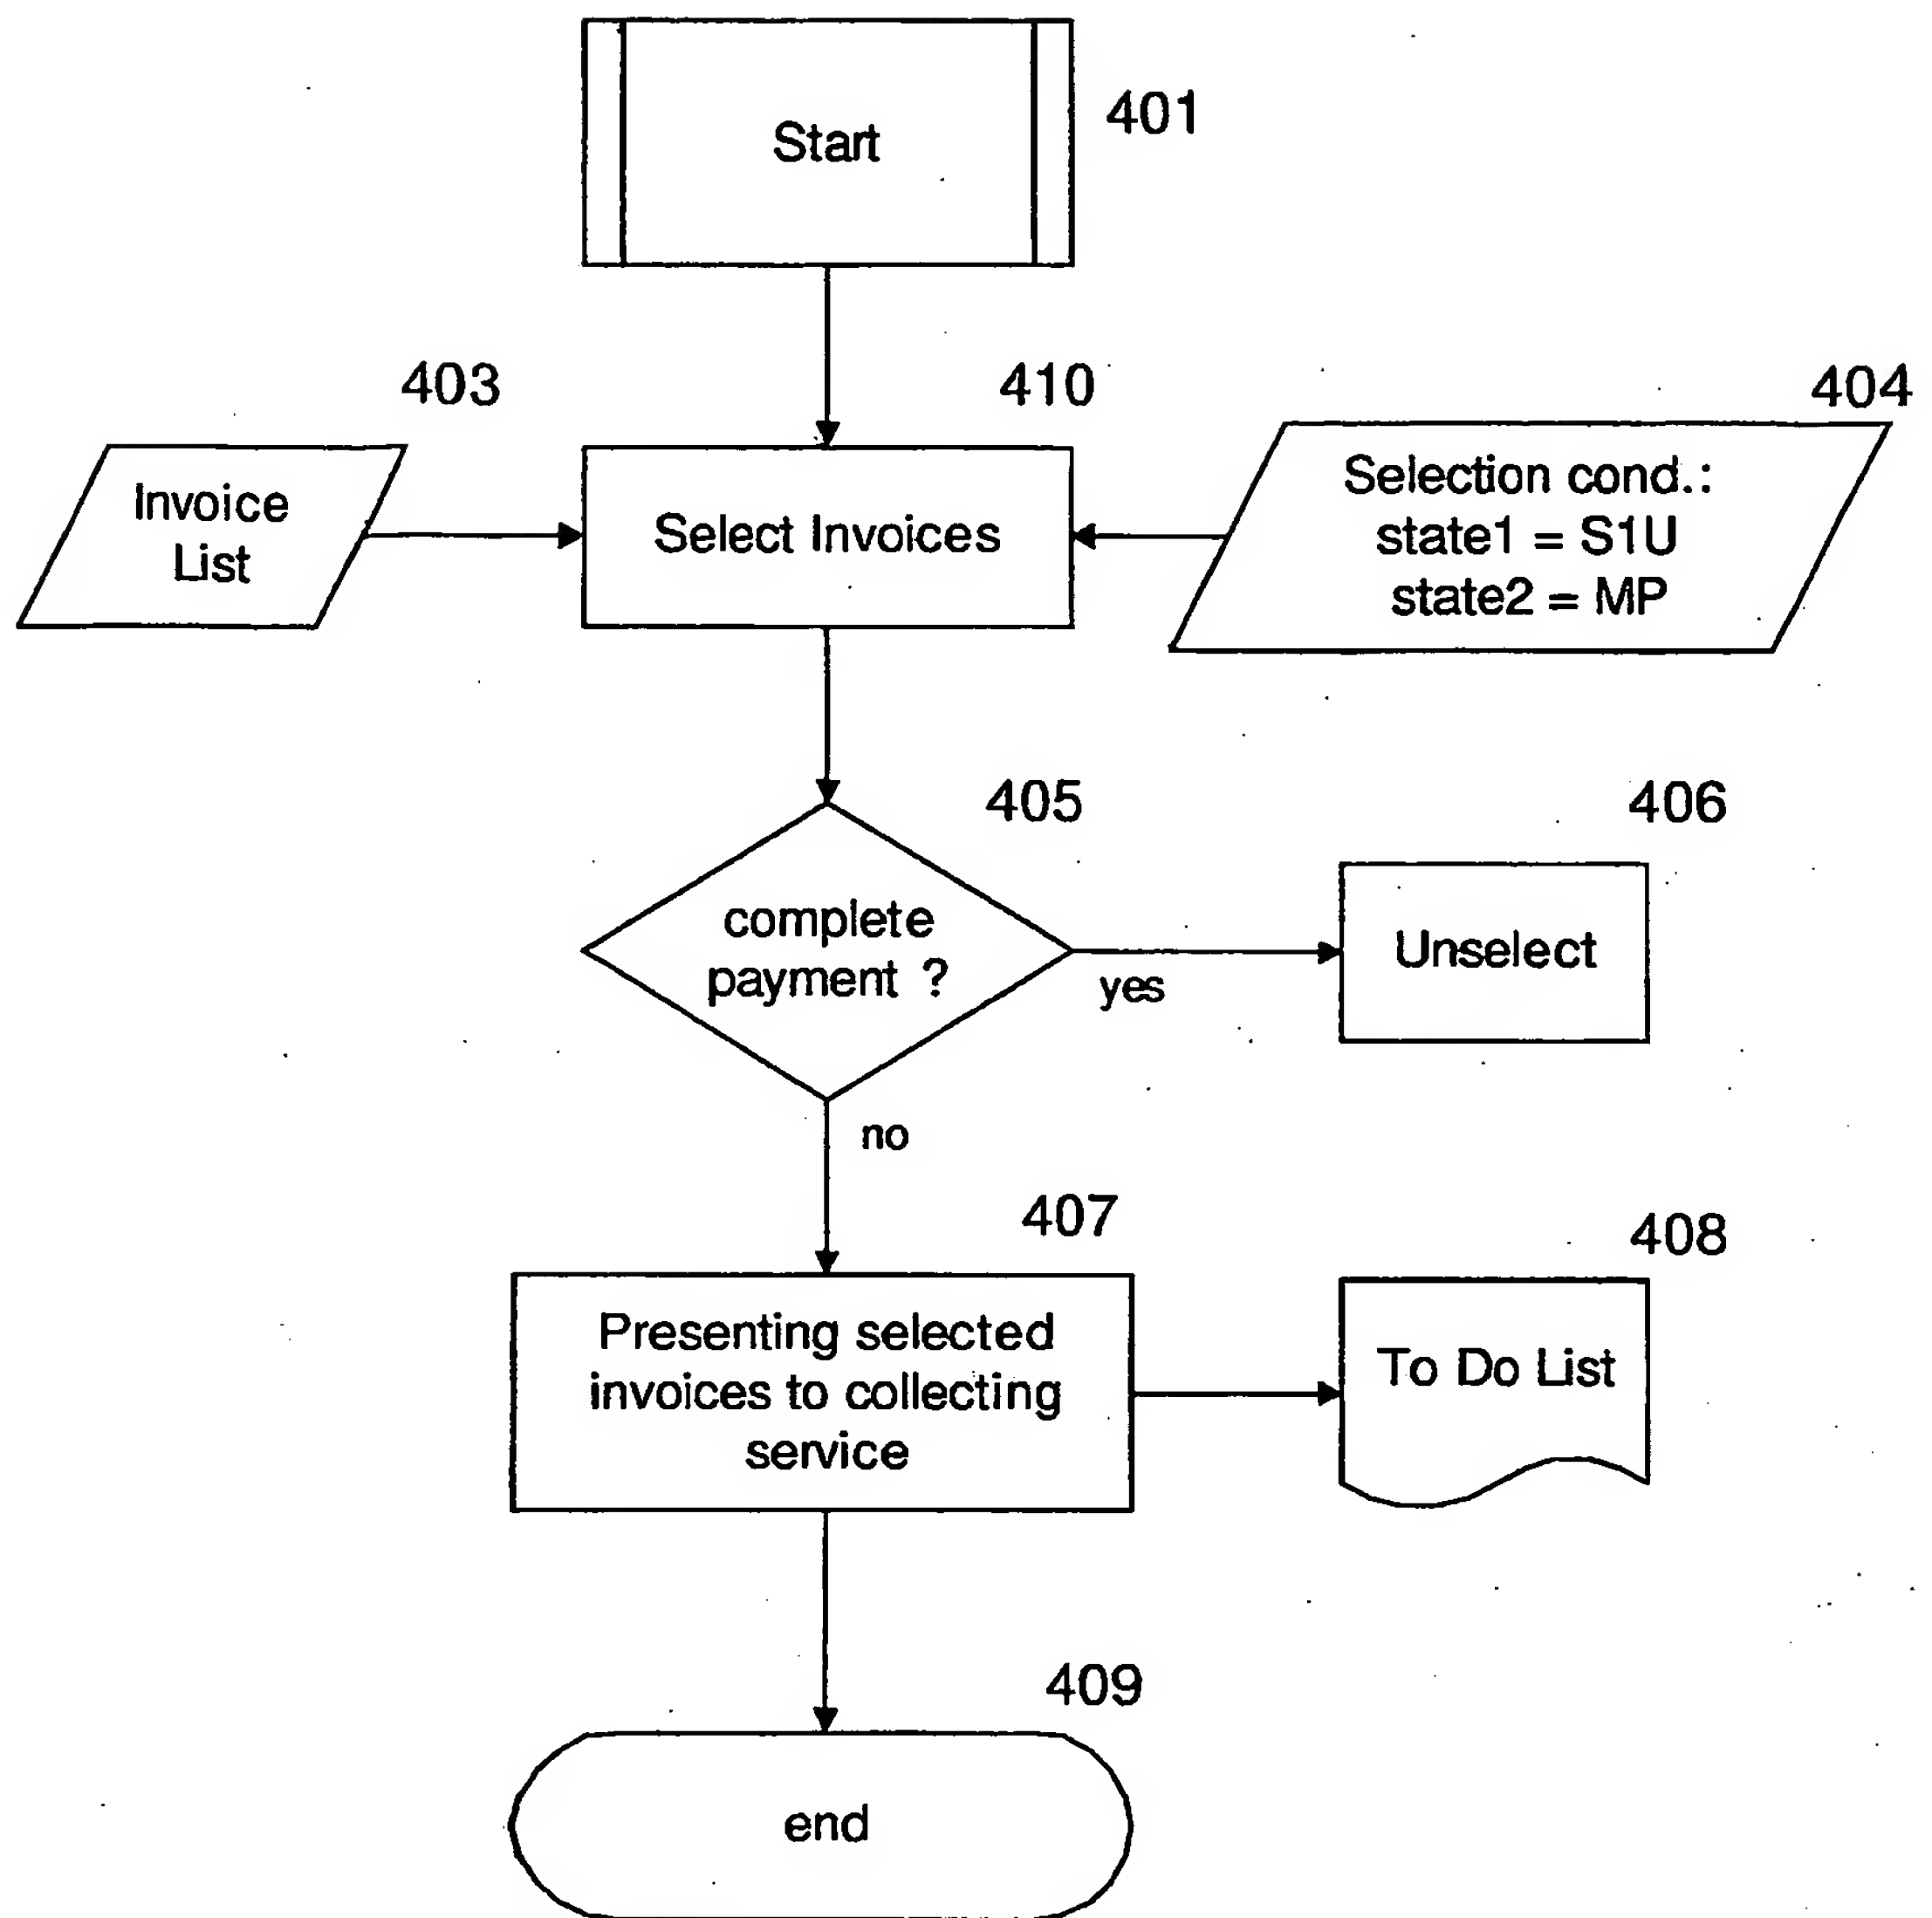 Start
401
403
410
404
Invoice
List
Select Invoices
Selection cond.:
state1 = S1U
state2 = MP
405
406
complete
payment ?
yes
Unselect
no
407
408
Presenting selected
invoices to collecting
service
To Do List
409
end